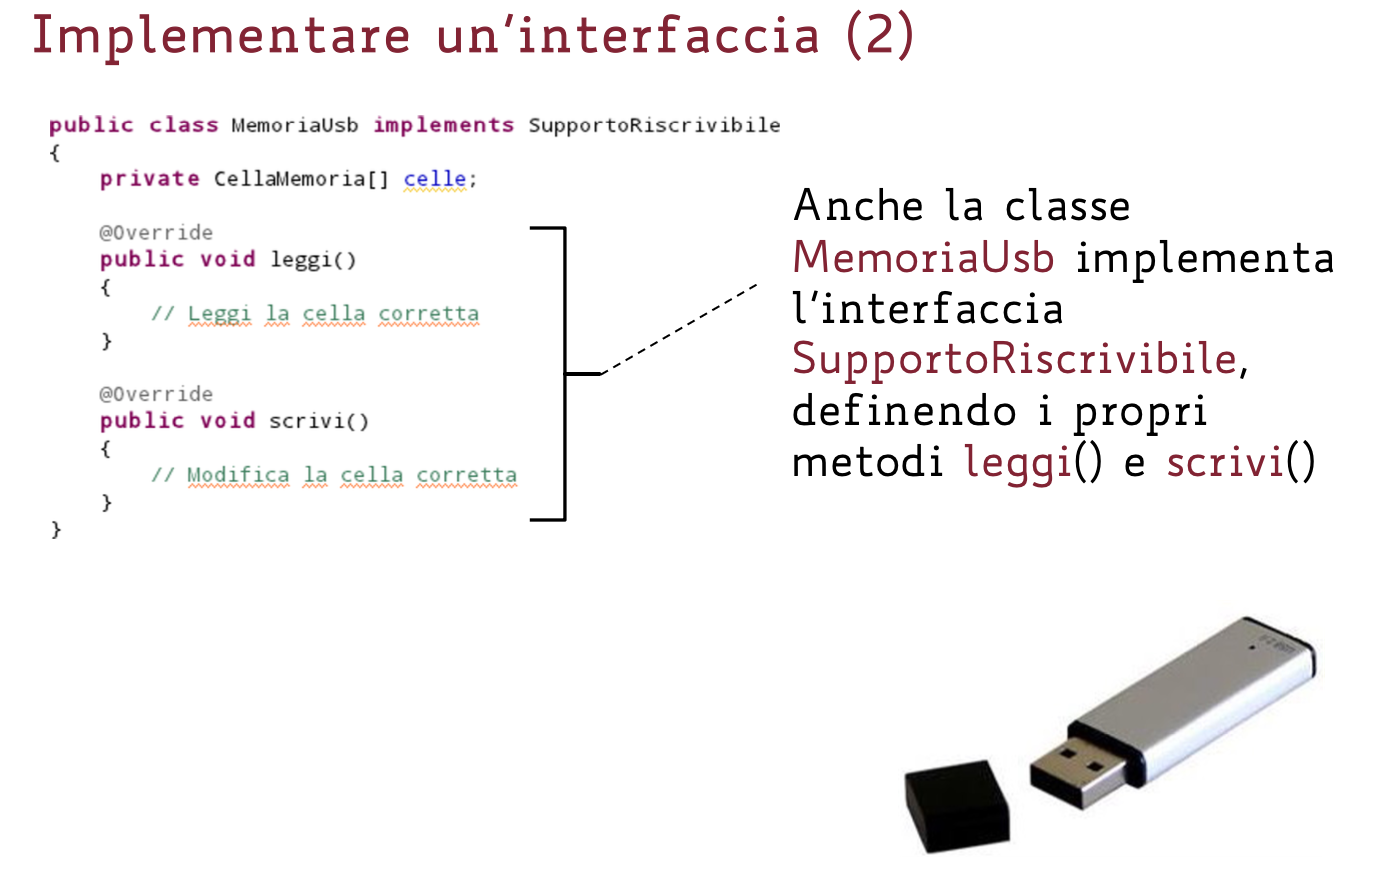 Implementare un'interfaccia (2)
public class MemoriaUsb implements SupportoRiscrivibile
{
private CellaMemoria[] celle;
@Override
public void leggi()
{
// Leggi la cella corretta
}
@Override
public void scrivi()
{
// Modifica la cella corretta
}
}
Anche la classe
MemoriaUsb implementa
l'interfaccia
SupportoRiscrivibile,
definendo i propri
metodi leggi() e scrivi()